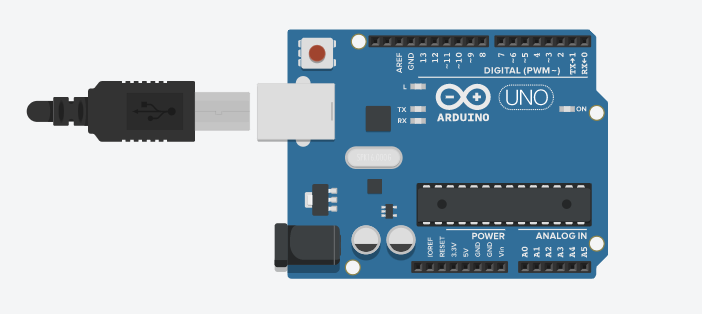 AREF
GND
13
12
~11
~10
~9
8
7
~6
~5
4
~3
2
TX→1
RX←0
DIGITAL (PWM~)
L
TX
RX
ARDUINO
UNO
ON
POWER
ANALOG IN
IOREF
RESET
3.3V
5V
GND
GND
Vin
A0
A1
A2
A3
A4
A5